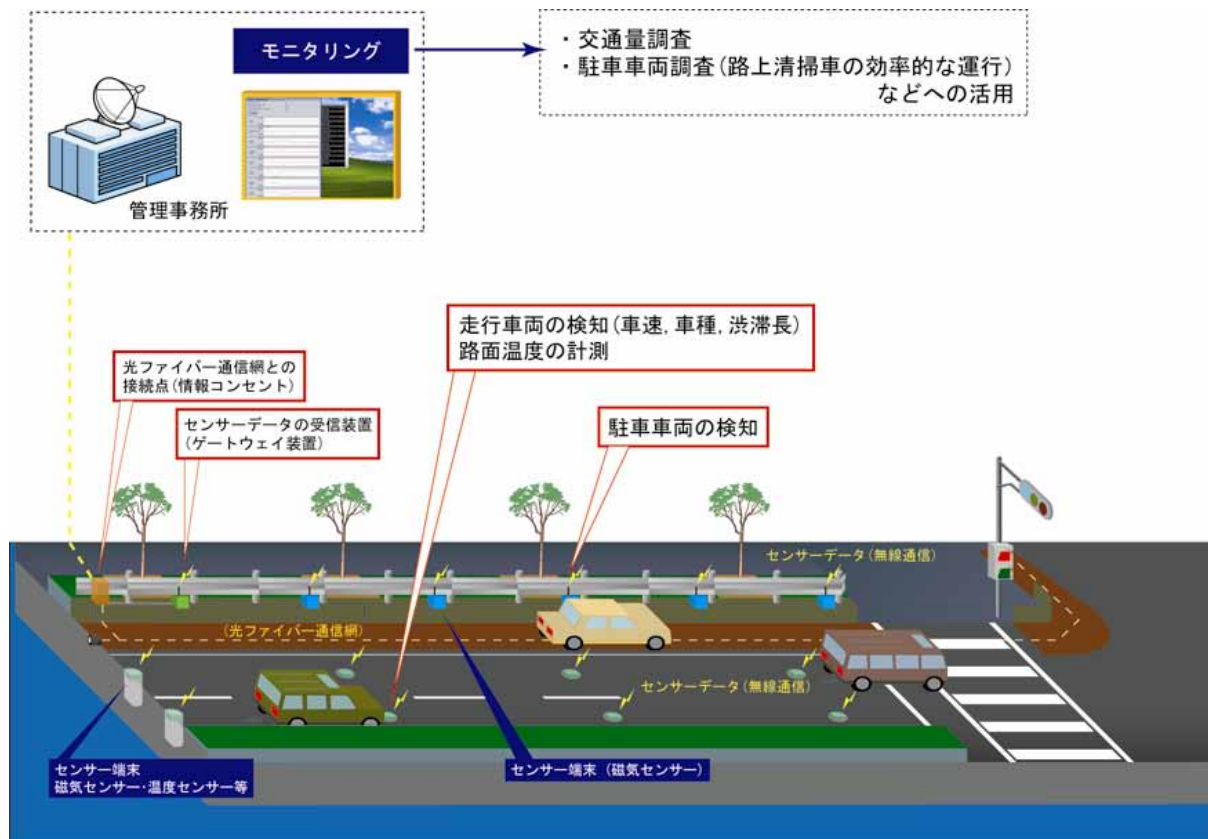 モニタリング
・交通量調査
・駐車車両調査(路上清掃車の効率的な運行)
などへの活用
管理事務所
走行車両の検知(車速, 車種, 渋滞長)
路面温度の計測
光ファイバー通信網との
接続点(情報コンセント)
センサーデータの受信装置
(ゲートウェイ装置)
駐車車両の検知
センサーデータ(無線通信)
(光ファイバー通信網)
センサーデータ(無線通信)
センサー端末
磁気センサー・温度センサー等
センサー端末 (磁気センサー)